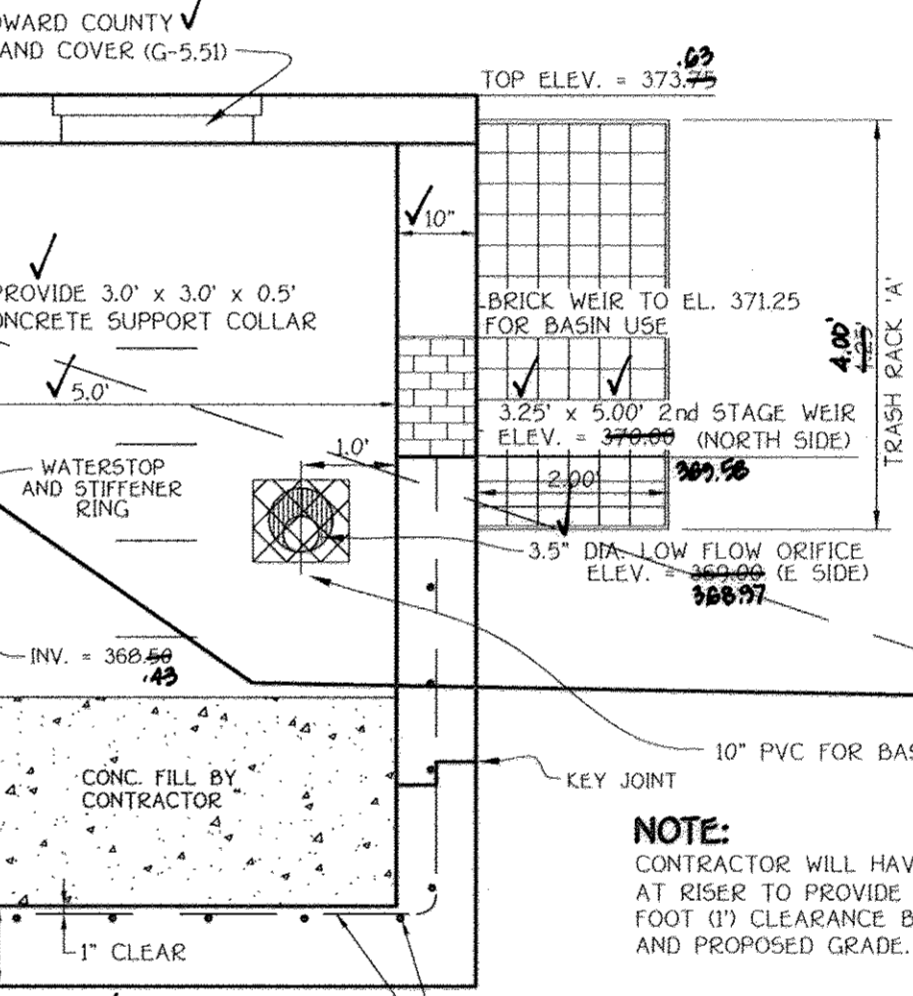 OWARD COUNTY ✓
AND COVER (G-5.51)
.63
TOP ELEV. = 373.75
✓10"
PROVIDE 3.0' x 3.0' x 0.5'
ONCRETE SUPPORT COLLAR
BRICK WEIR TO EL. 371.25
FOR BASIN USE
4.00'
4.25'
TRASH RACK 'A'
✓ 5.0'
3.25' x 5.00' 2nd STAGE WEIR
ELEV. = 370.00 (NORTH SIDE)
369.58
1.0'
WATERSTOP
AND STIFFENER
RING
2.00'
3.5" DIA. LOW FLOW ORIFICE
ELEV. = 369.00 (E SIDE)
368.97
INV. = 368.50
.43
10" PVC FOR BAS
KEY JOINT
CONC. FILL BY
CONTRACTOR
NOTE:
CONTRACTOR WILL HAV
AT RISER TO PROVIDE
FOOT (1') CLEARANCE B
AND PROPOSED GRADE.
1" CLEAR